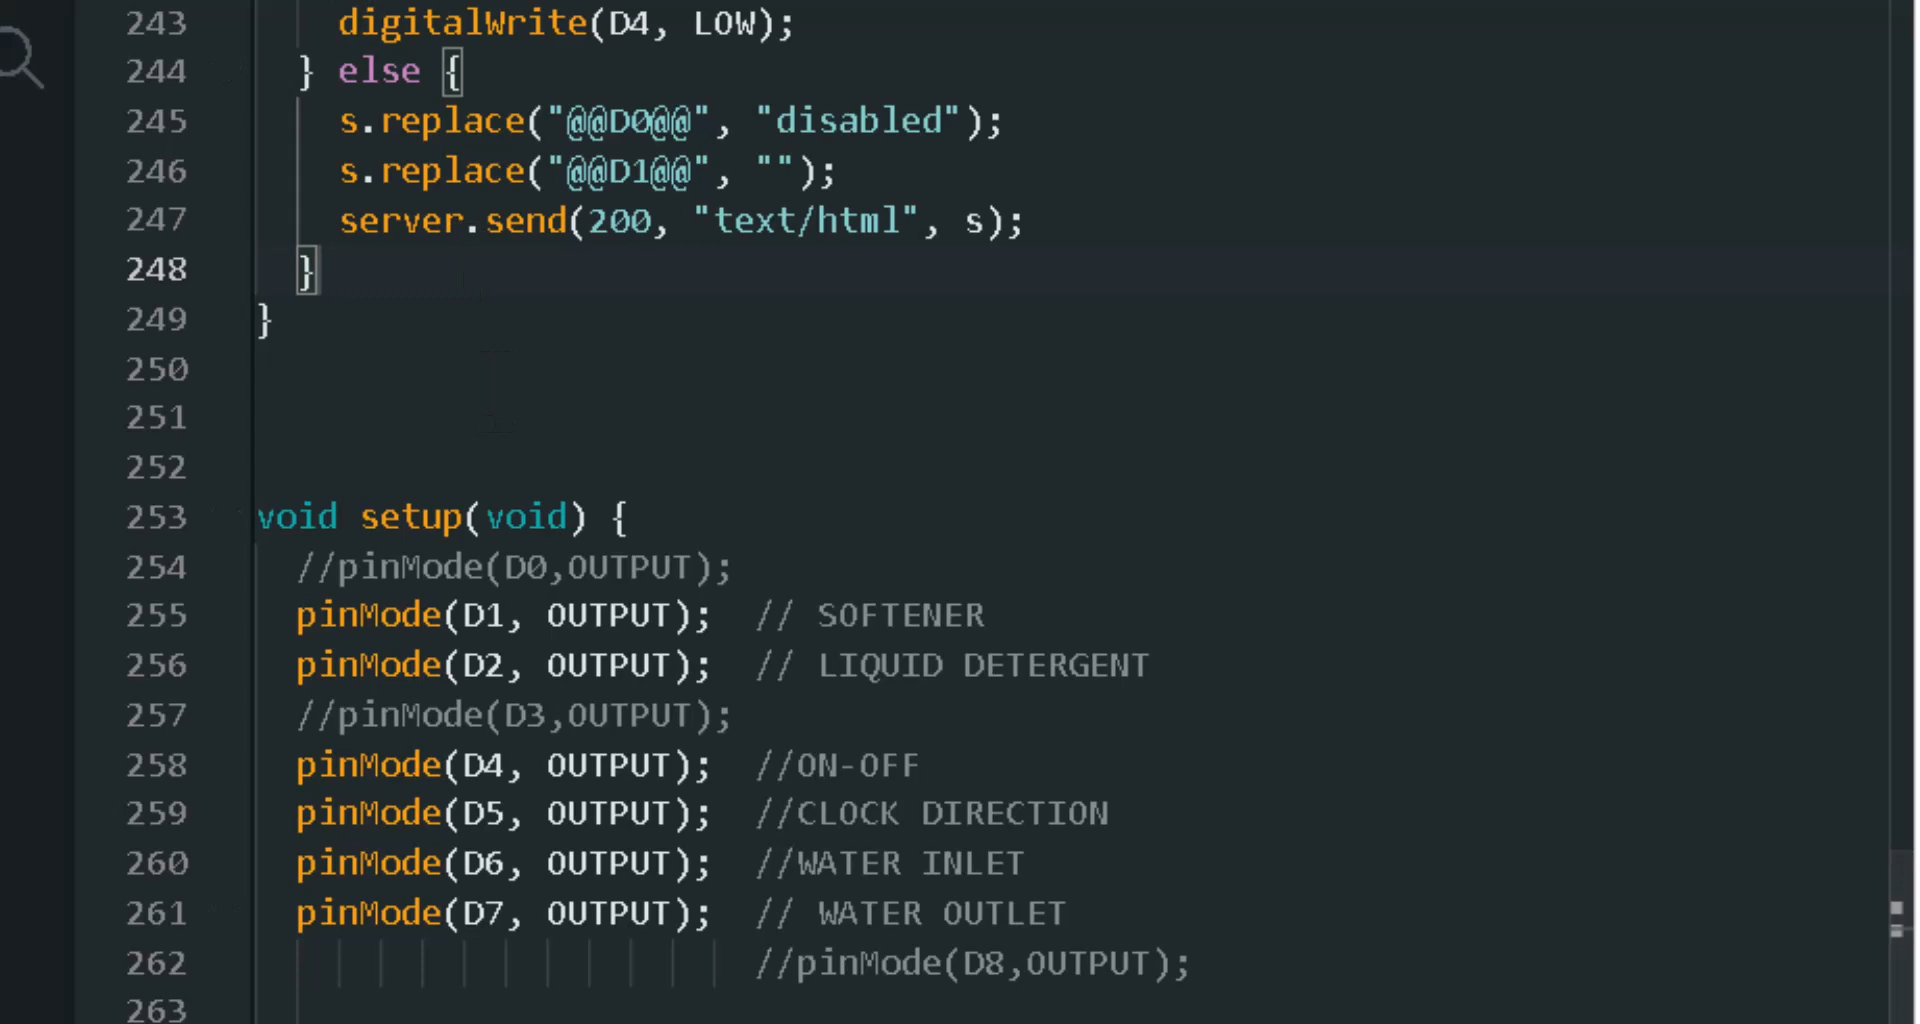 243 digitalWrite(D4, LOW);
244 } else {
245 s.replace("@@D0@@", "disabled");
246 s.replace("@@D1@@", "");
247 server.send(200, "text/html", s);
248 }
249 }
250
251
252
253 void setup(void) {
254 //pinMode(D0,OUTPUT);
255 pinMode(D1, OUTPUT);  // SOFTENER
256 pinMode(D2, OUTPUT);  // LIQUID DETERGENT
257 //pinMode(D3,OUTPUT);
258 pinMode(D4, OUTPUT);  //ON-OFF
259 pinMode(D5, OUTPUT);  //CLOCK DIRECTION
260 pinMode(D6, OUTPUT);  //WATER INLET
261 pinMode(D7, OUTPUT);  // WATER OUTLET
262 //pinMode(D8,OUTPUT);
263